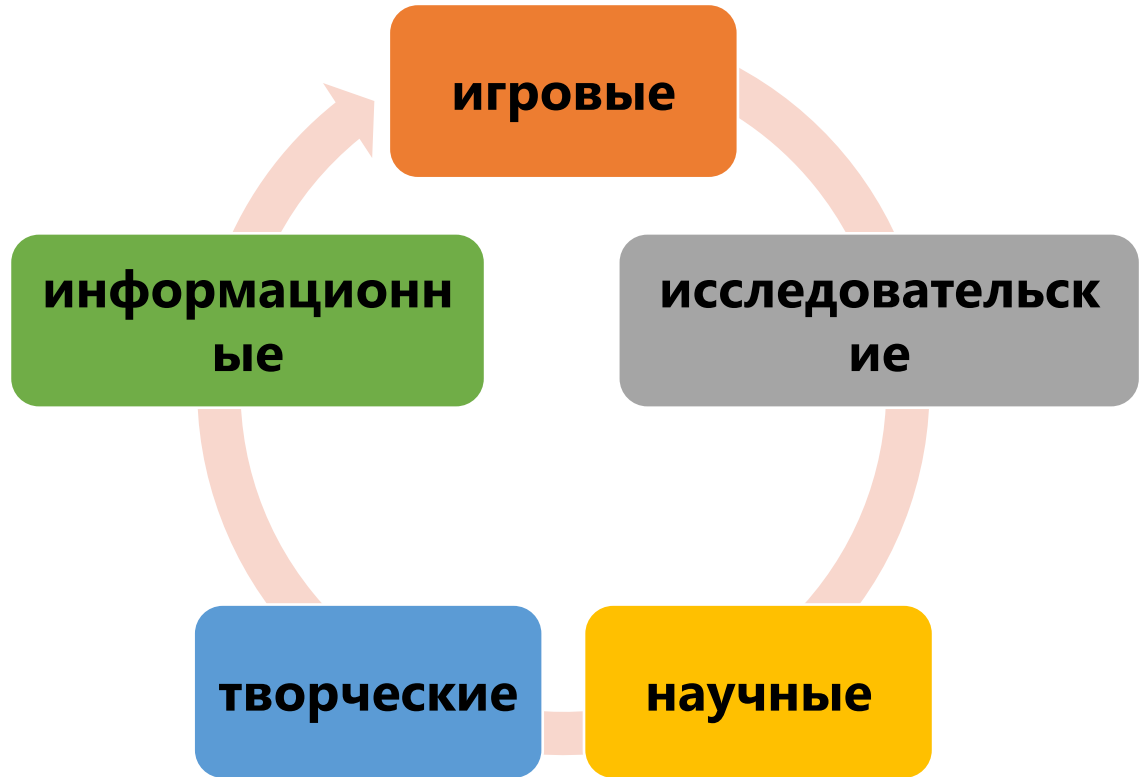 игровые
исследовательск
ие
научные
творческие
информационн
ые